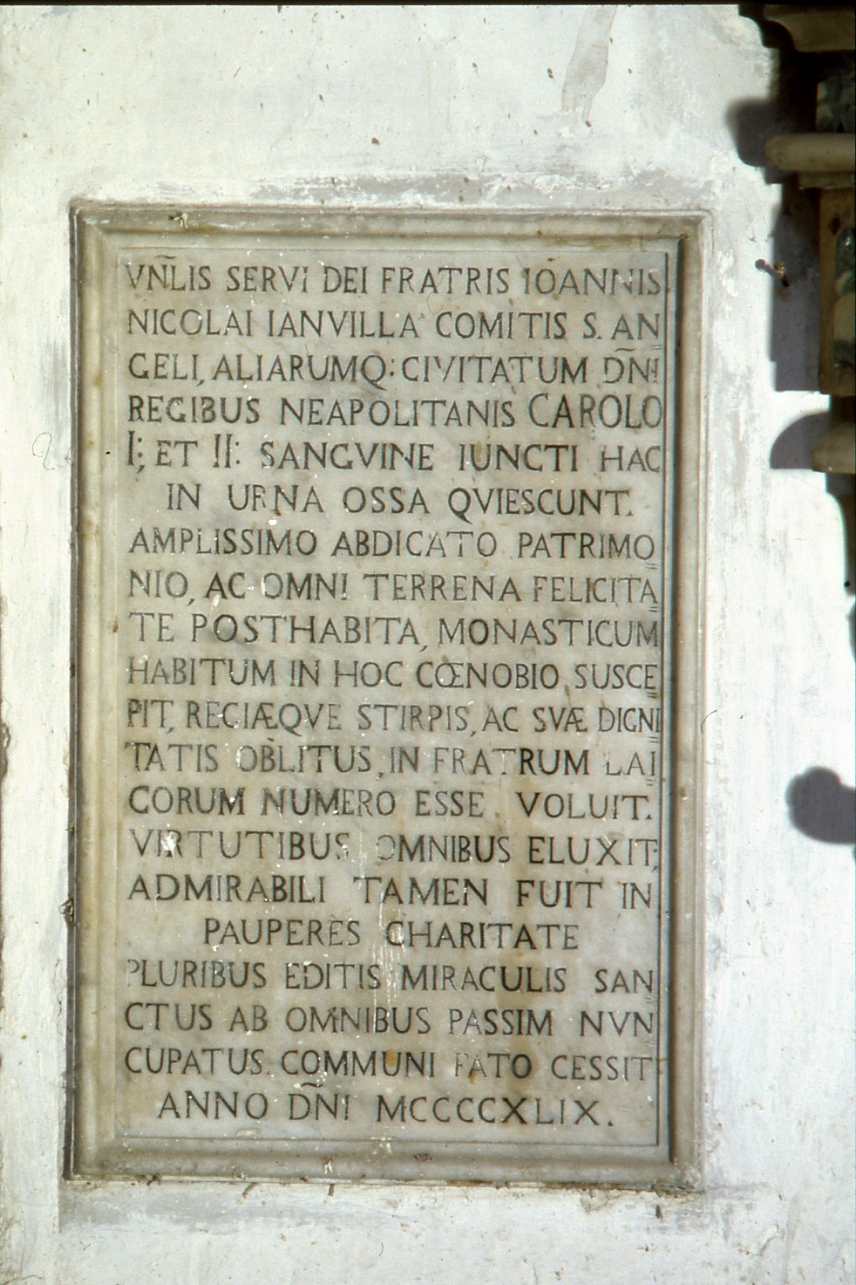 VÑLIS SERVI DEI FRATRIS IOANNIS
NICOLAI IANVILLA COMITIS S. AN
GELI, ALIARUMQ: CIVITATUM DÑI
REGIBUS NEAPOLITANIS CAROLO
I; ET II: SANGVINE IUNCTI HAC
IN URNA OSSA QVIESCUNT.
AMPLISSIMO ABDICATO PATRIMO
NIO, AC OMNI TERRENA FELICITA
TE POSTHABITA, MONASTICUM
HABITUM IN HOC CŒNOBIO, SUSCE
PIT, REGIÆQVE STIRPIS, AC SVÆ DIGNI
TATIS OBLITUS, IN FRATRUM LAI
CORUM NUMERO ESSE VOLUIT.
VIRTUTIBUS OMNIBUS ELUXIT;
ADMIRABILI TAMEN FUIT IN
PAUPERES CHARITATE
PLURIBUS EDITIS MIRACULIS SAN
CTUS AB OMNIBUS PASSIM NVN
CUPATUS. COMMUNI FATO CESSIT
ANNO DÑI MCCCCXLIX.